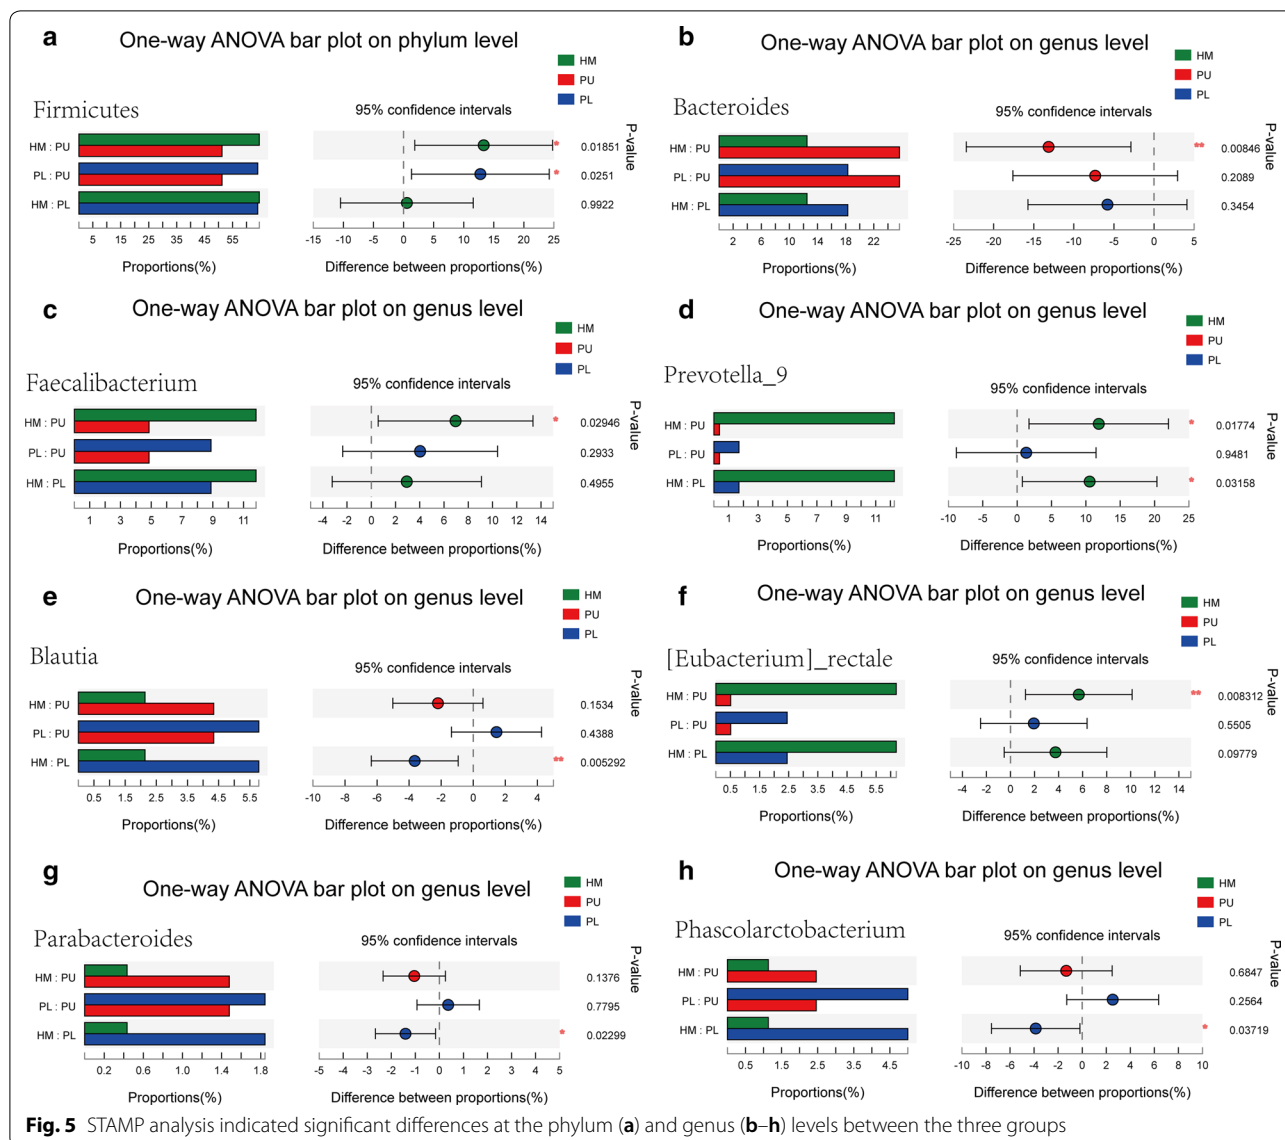 a One-way ANOVA bar plot on phylum level
HM
PU
PL
Firmicutes
95% confidence intervals
P-value
HM : PU
PL : PU
HM : PL
0.01851
0.0251
0.9922
*
*
5 15 25 35 45 55
-15 -10 -5 0 5 10 15 20 25
Proportions(%)
Difference between proportions(%)
b One-way ANOVA bar plot on genus level
HM
PU
PL
Bacteroides
95% confidence intervals
P-value
HM : PU
PL : PU
HM : PL
**
0.00846
0.2089
0.3454
2 6 10 14 18 22
-25 -20 -15 -10 -5 0 5
Proportions(%)
Difference between proportions(%)
c One-way ANOVA bar plot on genus level
HM
PU
PL
Faecalibacterium
95% confidence intervals
P-value
HM : PU
PL : PU
HM : PL
*
0.02946
0.2933
0.4955
1 3 5 7 9 11
-4 -2 0 2 4 6 8 10 12 14 15
Proportions(%)
Difference between proportions(%)
d One-way ANOVA bar plot on genus level
HM
PU
PL
Prevotella_9
95% confidence intervals
P-value
HM : PU
PL : PU
HM : PL
*
*
0.01774
0.9481
0.03158
1 3 5 7 9 11
-10 -5 0 5 10 15 20 25
Proportions(%)
Difference between proportions(%)
e One-way ANOVA bar plot on genus level
HM
PU
PL
Blautia
95% confidence intervals
P-value
HM : PU
PL : PU
HM : PL
**
0.1534
0.4388
0.005292
0.5 1.5 2.5 3.5 4.5 5.5
-10 -8 -6 -4 -2 0 2 4
Proportions(%)
Difference between proportions(%)
f One-way ANOVA bar plot on genus level
HM
PU
PL
[Eubacterium]_rectale
95% confidence intervals
P-value
HM : PU
PL : PU
HM : PL
**
0.008312
0.5505
0.09779
0.5 1.5 2.5 3.5 4.5 5.5
-4 -2 0 2 4 6 8 10 12 14
Proportions(%)
Difference between proportions(%)
g One-way ANOVA bar plot on genus level
HM
PU
PL
Parabacteroides
95% confidence intervals
P-value
HM : PU
PL : PU
HM : PL
*
0.1376
0.7795
0.02299
0.2 0.6 1 1.4 1.8
-5 -4 -3 -2 -1 0 1 2 3 4 5
Proportions(%)
Difference between proportions(%)
h One-way ANOVA bar plot on genus level
HM
PU
PL
Phascolarctobacterium
95% confidence intervals
P-value
HM : PU
PL : PU
HM : PL
*
0.6847
0.2564
0.03719
0.5 1.5 2.5 3.5 4.5
-10 -8 -6 -4 -2 0 2 4 6 8 10
Proportions(%)
Difference between proportions(%)
Fig. 5 STAMP analysis indicated significant differences at the phylum (a) and genus (b–h) levels between the three groups